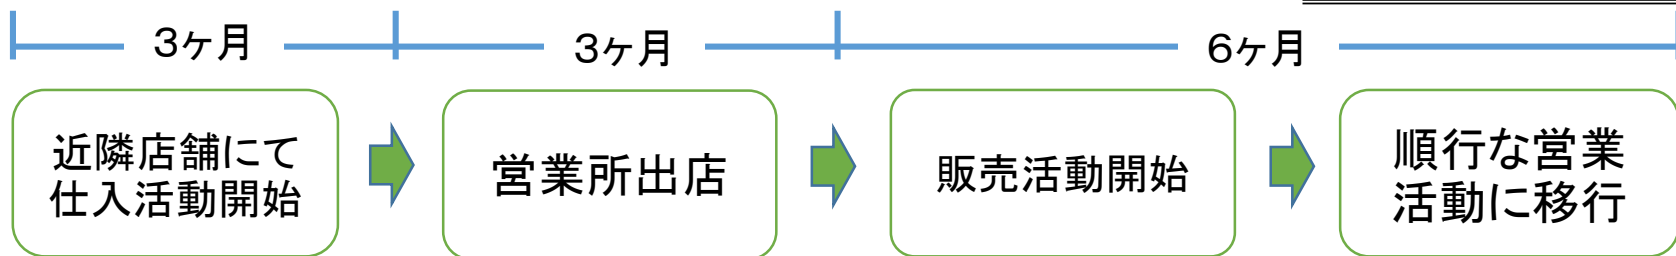 3ヶ月
3ヶ月
6ヶ月
近隣店舗にて
仕入活動開始
営業所出店
販売活動開始
順行な営業
活動に移行